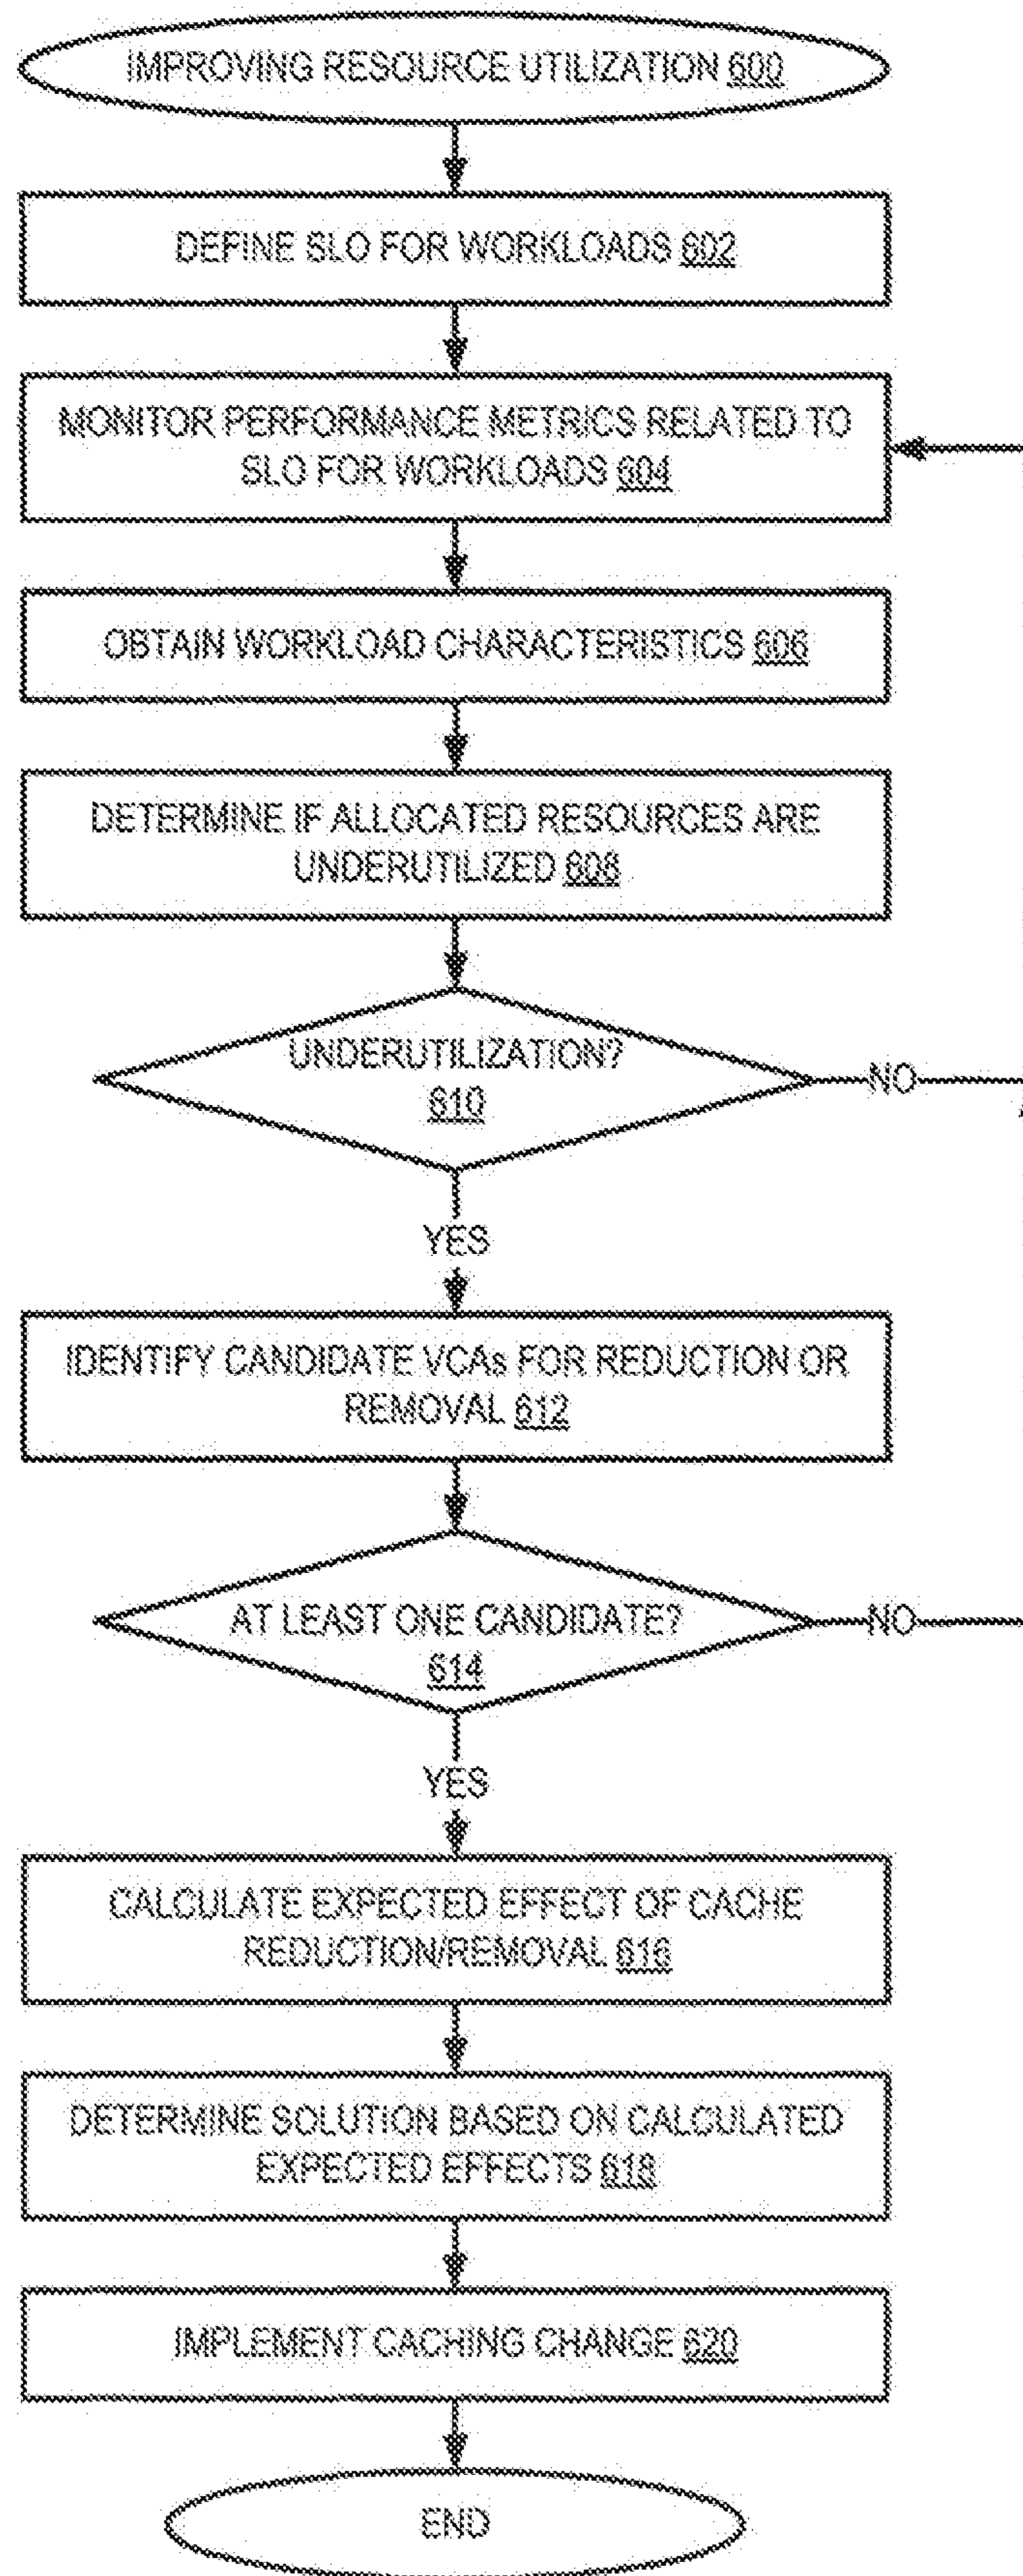 IMPROVING RESOURCE UTILIZATION 600
DEFINE SLO FOR WORKLOADS 602
MONITOR PERFORMANCE METRICS RELATED TO
SLO FOR WORKLOADS 604
OBTAIN WORKLOAD CHARACTERISTICS 606
DETERMINE IF ALLOCATED RESOURCES ARE
UNDERUTILIZED 608
UNDERUTILIZATION?
610
NO
YES
IDENTIFY CANDIDATE VCAs FOR REDUCTION OR
REMOVAL 612
AT LEAST ONE CANDIDATE?
614
NO
YES
CALCULATE EXPECTED EFFECT OF CACHE
REDUCTION/REMOVAL 616
DETERMINE SOLUTION BASED ON CALCULATED
EXPECTED EFFECTS 618
IMPLEMENT CACHING CHANGE 620
END